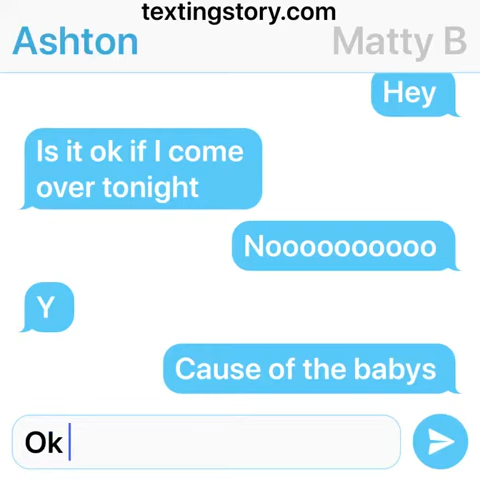 textingstory.com
Ashton
Matty B
Hey
Is it ok if I come
over tonight
Noooooooooo
Y
Cause of the babys
Ok